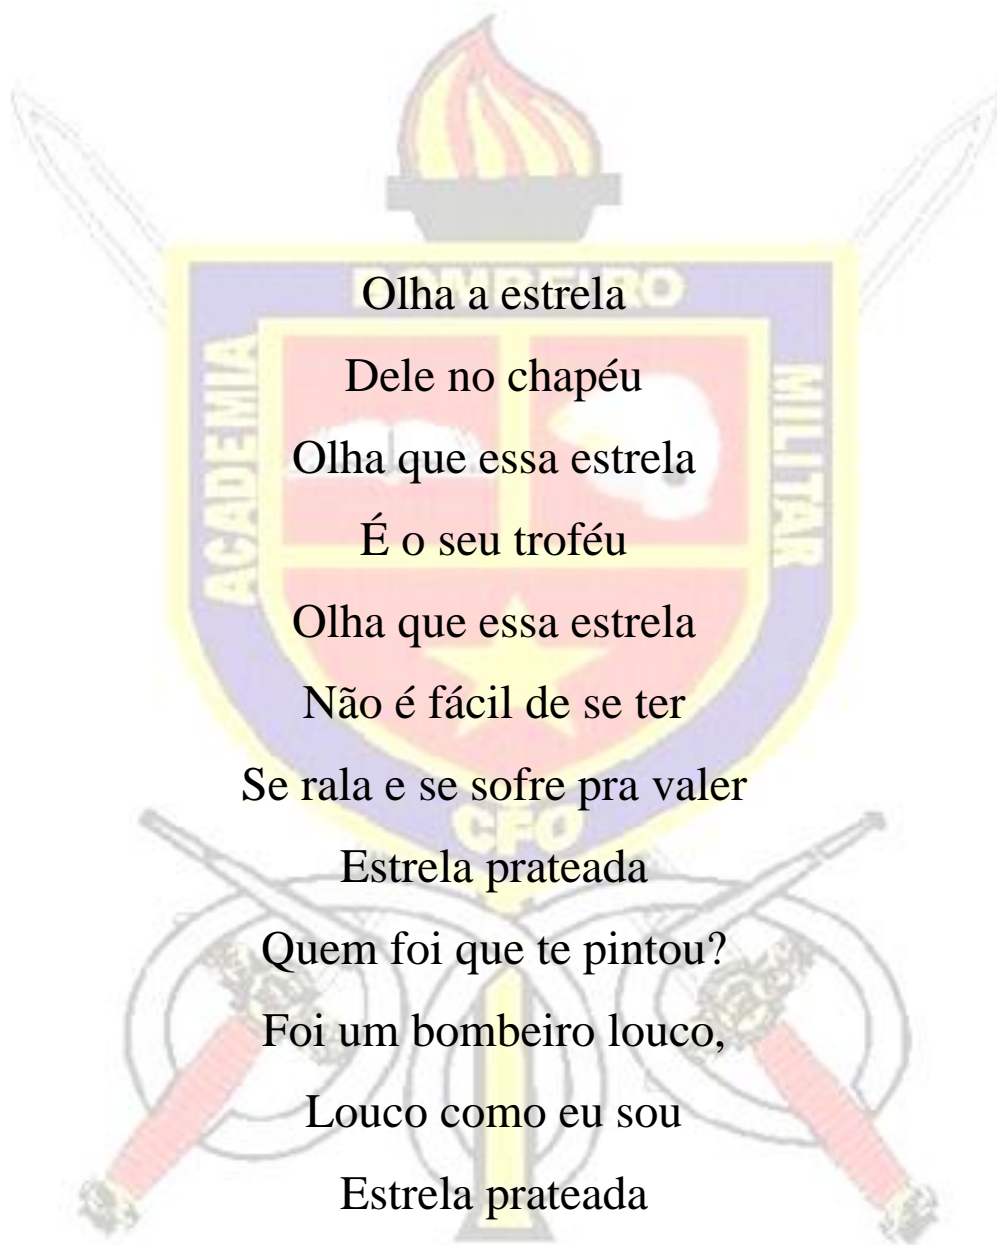 BOMBEIRO
ACADEMIA
MILITAR
Olha a estrela
Dele no chapéu
Olha que essa estrela
É o seu troféu
Olha que essa estrela
Não é fácil de se ter
Se rala e se sofre pra valer
CFO
Estrela prateada
Quem foi que te pintou?
Foi um bombeiro louco,
Louco como eu sou
Estrela prateada